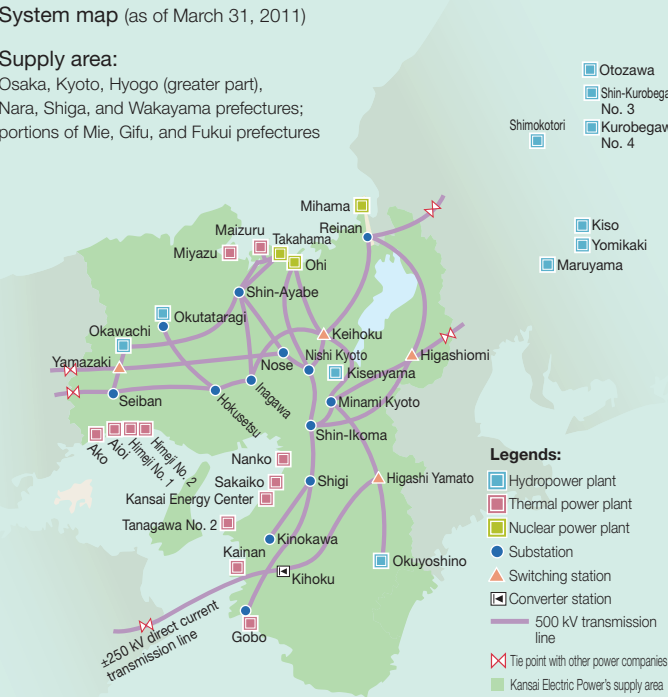 System map (as of March 31, 2011)
Supply area:
Osaka, Kyoto, Hyogo (greater part),
Nara, Shiga, and Wakayama prefectures;
portions of Mie, Gifu, and Fukui prefectures
Otozawa
Shin-Kurobega
No. 3
Shimokotori
Kurobegaw
No. 4
Mihama
Reinan
Maizuru
Takahama
Miyazu
Ohi
Kiso
Yomikaki
Maruyama
Shin-Ayabe
Okutataragi
Okawachi
Keihoku
Yamazaki
Nose
Nishi Kyoto
Higashiomi
Kisenyama
Seiban
Hokusetsu
Inagawa
Minami Kyoto
Shin-Ikoma
Ako
Aioi
Himeji No. 1
Himeji No. 2
Nanko
Sakaiko
Shigi
Higashi Yamato
Kansai Energy Center
Tanagawa No. 2
Kinokawa
Kainan
Okuyoshino
Kihoku
Gobo
±250 kV direct current
transmission line
Legends:
Hydropower plant
Thermal power plant
Nuclear power plant
Substation
Switching station
Converter station
500 kV transmission
line
Tie point with other power companies
Kansai Electric Power's supply area